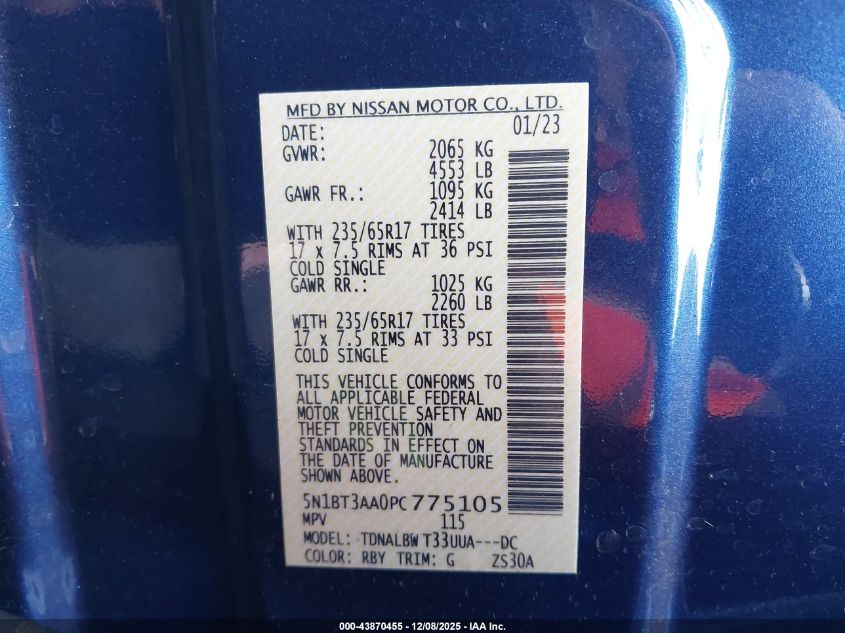 MFD BY NISSAN MOTOR CO., LTD.
DATE: 01/23
GVWR: 2065 KG
4553 LB
GAWR FR.: 1095 KG
2414 LB
WITH 235/65R17 TIRES
17 x 7.5 RIMS AT 36 PSI
COLD SINGLE
GAWR RR.: 1025 KG
2260 LB
WITH 235/65R17 TIRES
17 x 7.5 RIMS AT 33 PSI
COLD SINGLE
THIS VEHICLE CONFORMS TO
ALL APPLICABLE FEDERAL
MOTOR VEHICLE SAFETY AND
THEFT PREVENTION
STANDARDS IN EFFECT ON
THE DATE OF MANUFACTURE
SHOWN ABOVE.
5N1BT3AA0PC775105
MPV 115
MODEL: TDNALBW T33UUA---DC
COLOR: RBY TRIM: G ZS30A
000-43870455 - 12/08/2025 - IAA Inc.